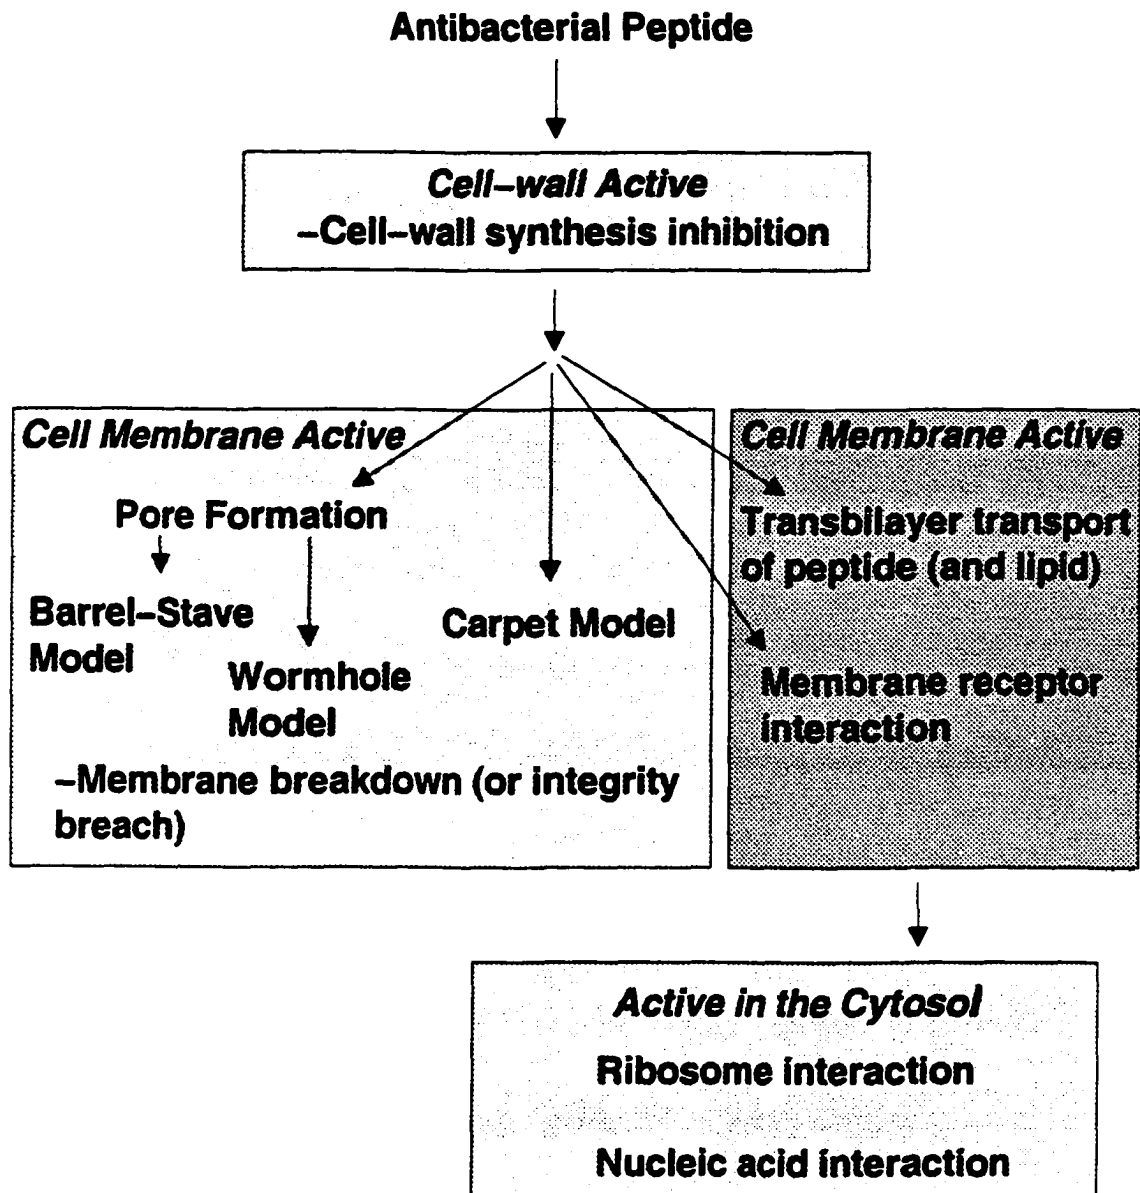 Antibacterial Peptide
Cell–wall Active
–Cell–wall synthesis inhibition
Cell Membrane Active
Pore Formation
Barrel–Stave
Model
Wormhole
Model
Carpet Model
–Membrane breakdown (or integrity
breach)
Cell Membrane Active
Transbilayer transport
of peptide (and lipid)
Membrane receptor
interaction
Active in the Cytosol
Ribosome interaction
Nucleic acid interaction